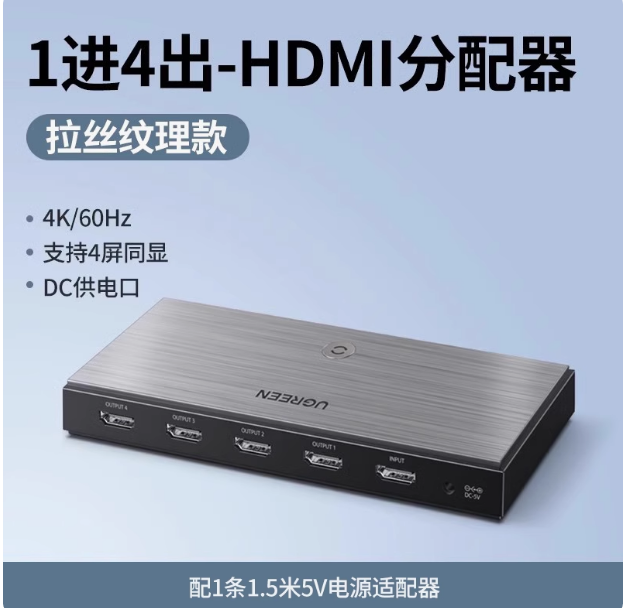 1进4出-HDMI分配器
拉丝纹理款
4K/60Hz
支持4屏同显
DC供电口
UGREEN
OUTPUT 4
OUTPUT 3
OUTPUT 2
OUTPUT 1
INPUT
DC-5V
配1条1.5米5V电源适配器